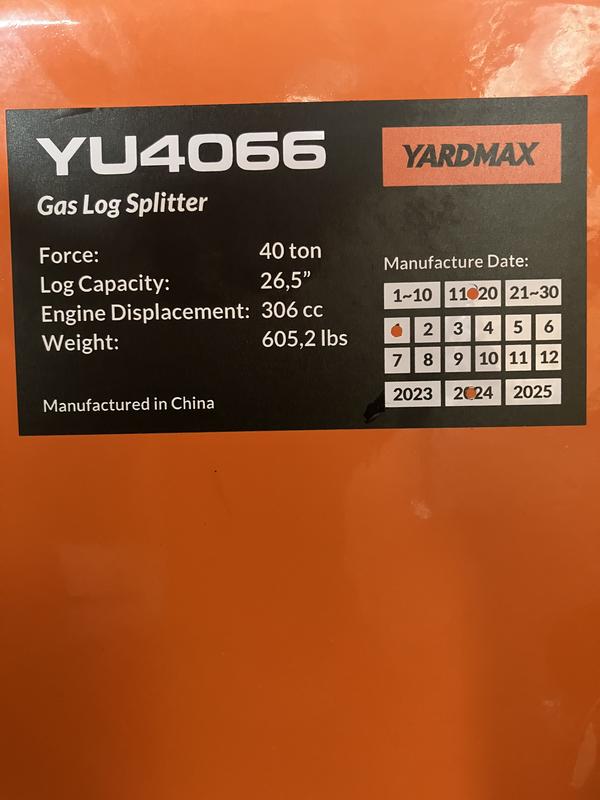 YU4066
YARDMAX
Gas Log Splitter
Force: 40 ton
Log Capacity: 26,5”
Engine Displacement: 306 cc
Weight: 605,2 lbs
Manufactured in China
Manufacture Date:
1~10 11~20 21~30
2 3 4 5 6
7 8 9 10 11 12
2023 2024 2025